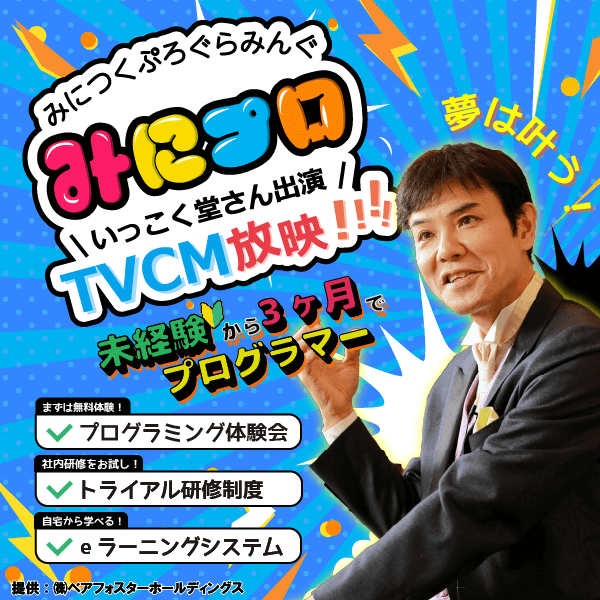 みにつくぷろぐらみんぐ
みにプロ
\いっこく堂さん出演/
TVCM放映!!!!
夢は叶う!
未経験から3ヶ月で
プログラマー
まずは無料体験!
プログラミング体験会
社内研修をお試し!
トライアル研修制度
自宅から学べる!
eラーニングシステム
提供:㈱ベアフォスターホールディングス